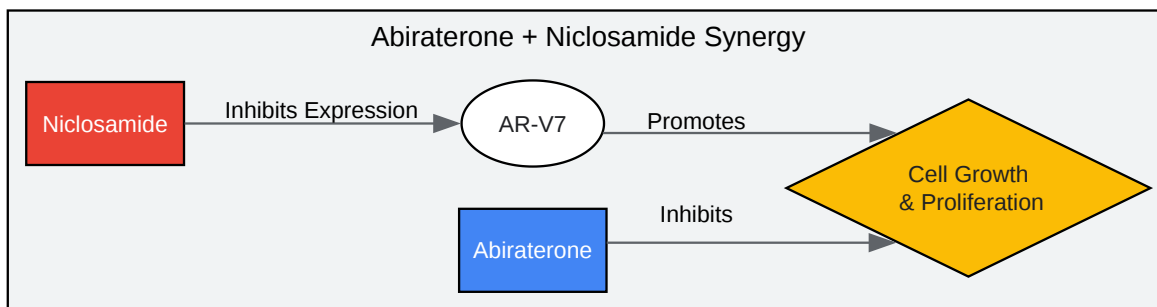 Abiraterone + Niclosamide Synergy
Niclosamide
Inhibits Expression
AR-V7
Promotes
Cell Growth
& Proliferation
Abiraterone
Inhibits